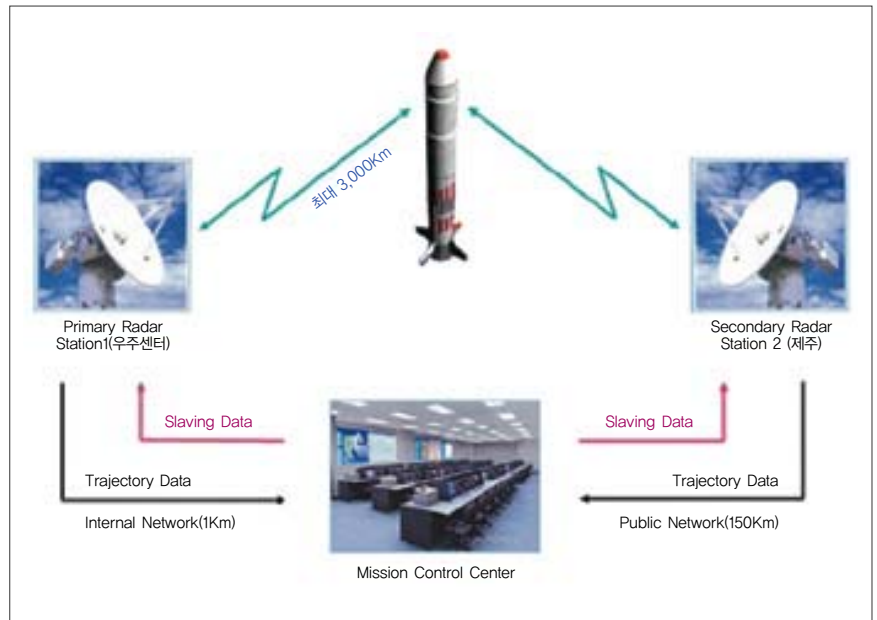 최대 3,000Km
Primary Radar
Station1(우주센터)
Secondary Radar
Station 2 (제주)
Slaving Data
Slaving Data
Trajectory Data
Trajectory Data
Internal Network(1Km)
Public Network(150Km)
Mission Control Center